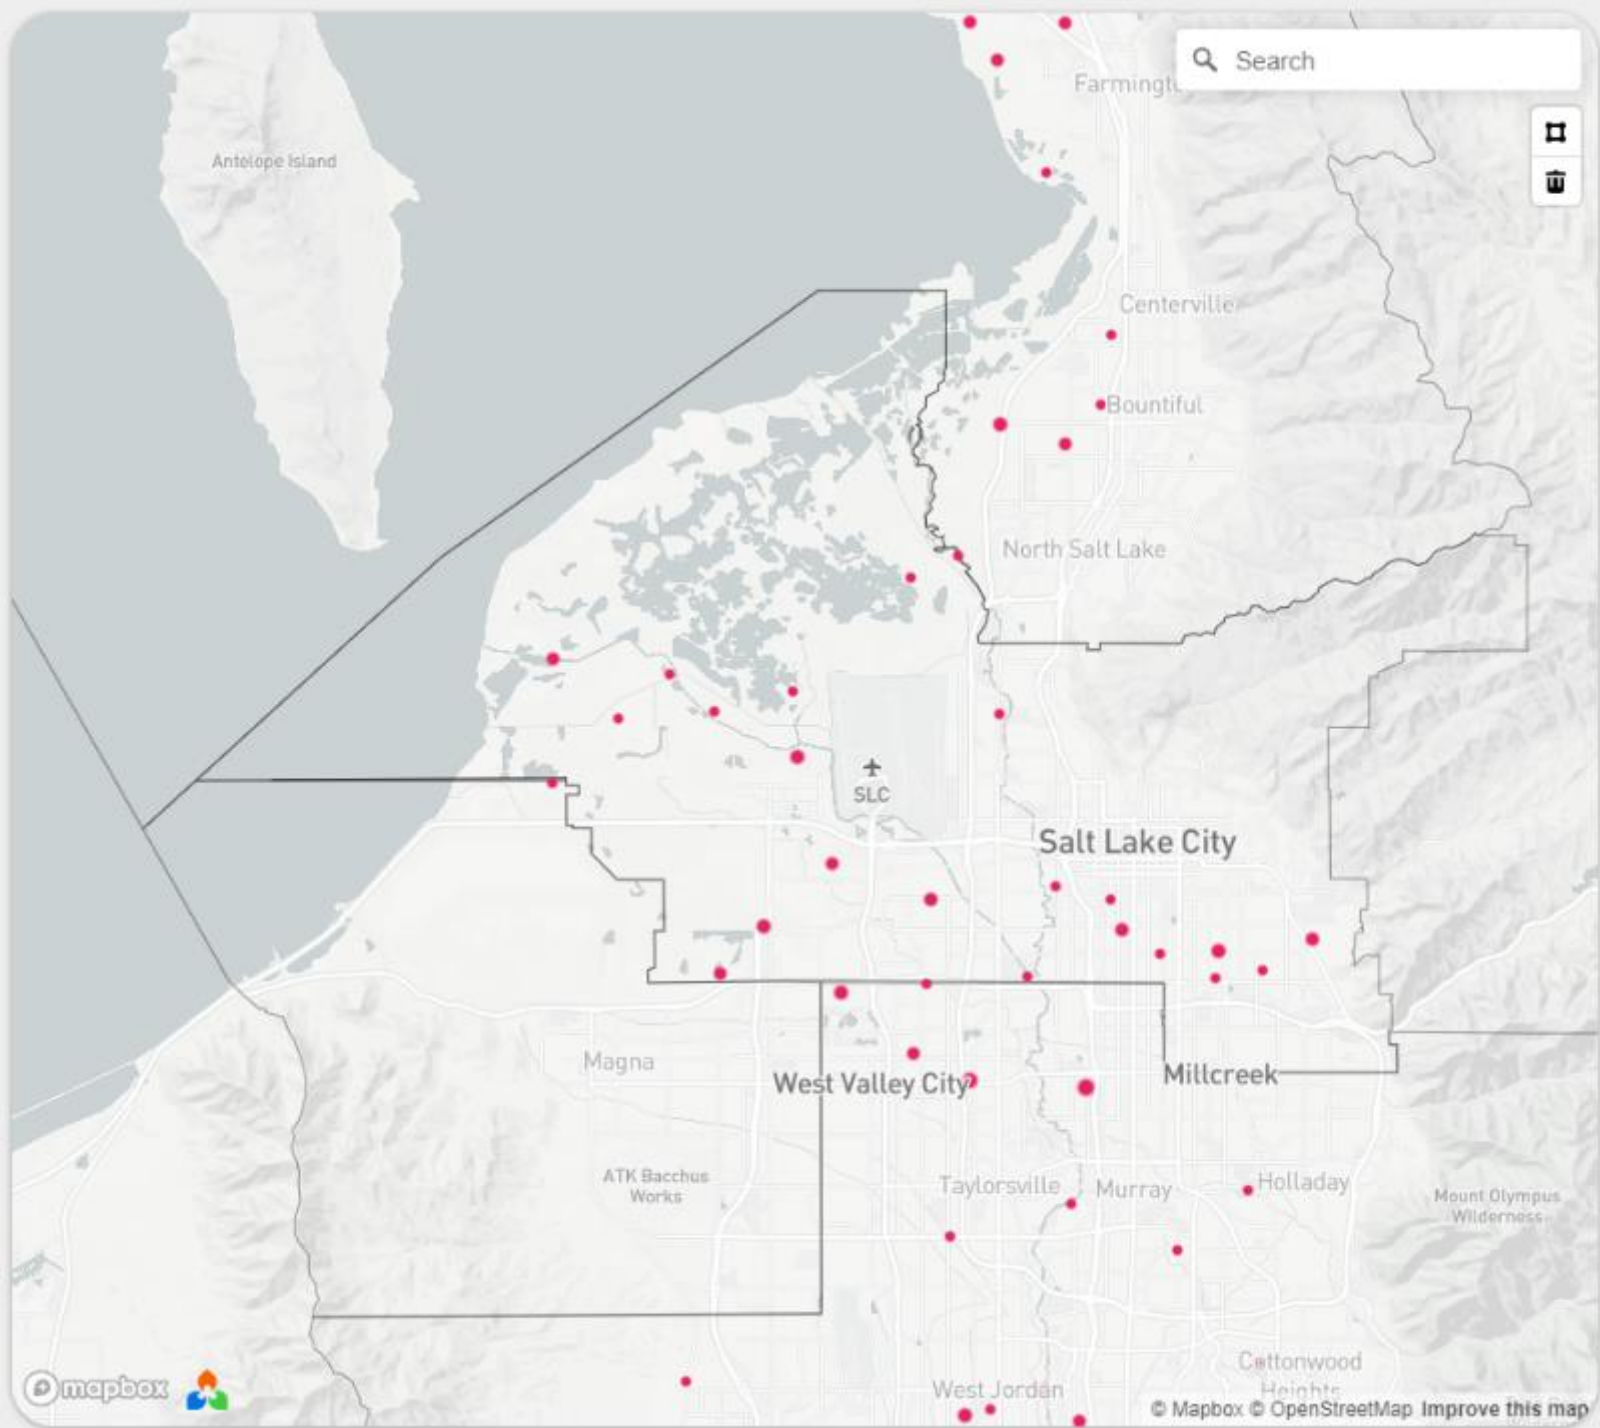 Search
Farmingt
Antelope Island
Centerville
Bountiful
North Salt Lake
SLC
Salt Lake City
Magna
West Valley City
Millcreek
ATK Bacchus
Works
Taylorsville
Murray
Holladay
Mount Olympus
Wilderness
Cottonwood
Heights
West Jordan
mapbox
© Mapbox © OpenStreetMap Improve this map